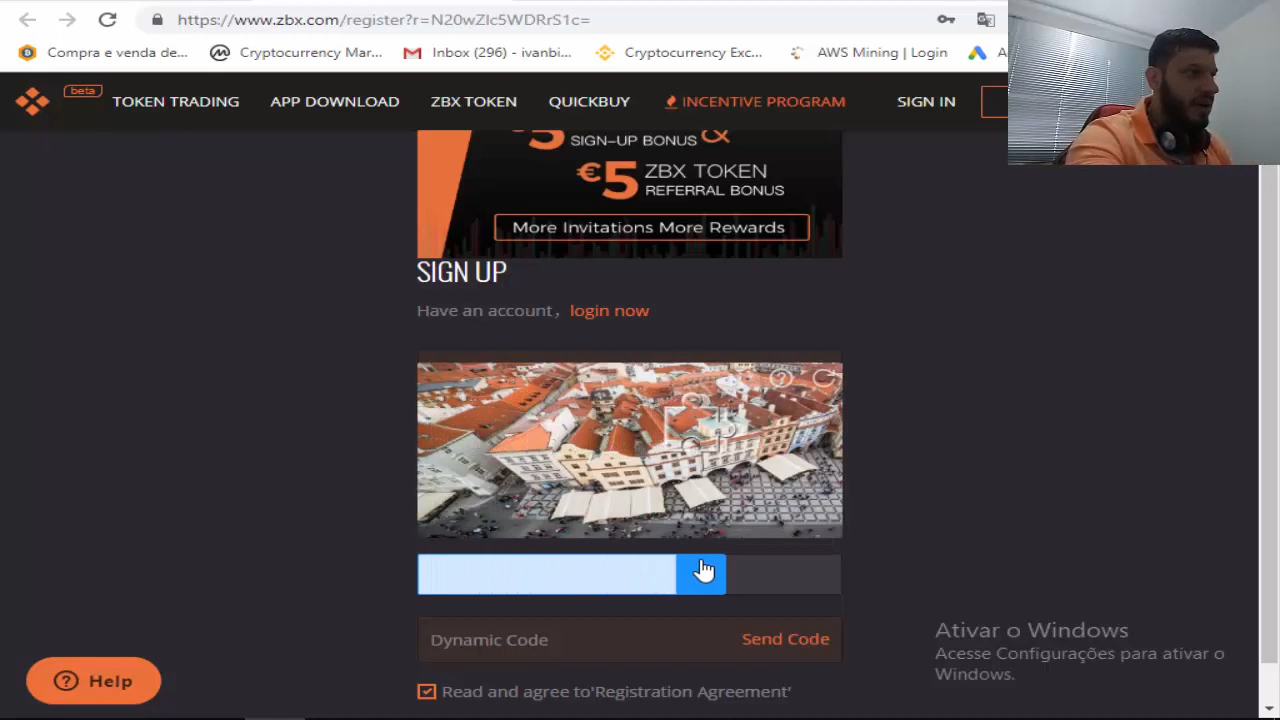 https://www.zbx.com/register?r=N20wZlc5WDRrS1c=
Compra e venda de... Cryptocurrency Mar... Inbox (296) - ivanbi... Cryptocurrency Exc... AWS Mining | Login
beta
TOKEN TRADING APP DOWNLOAD ZBX TOKEN QUICKBUY INCENTIVE PROGRAM SIGN IN
5 SIGN-UP BONUS &
€5 ZBX TOKEN
REFERRAL BONUS
More Invitations More Rewards
SIGN UP
Have an account, login now
Dynamic Code Send Code
Read and agree to'Registration Agreement'
Help
Ativar o Windows
Acesse Configurações para ativar o
Windows.